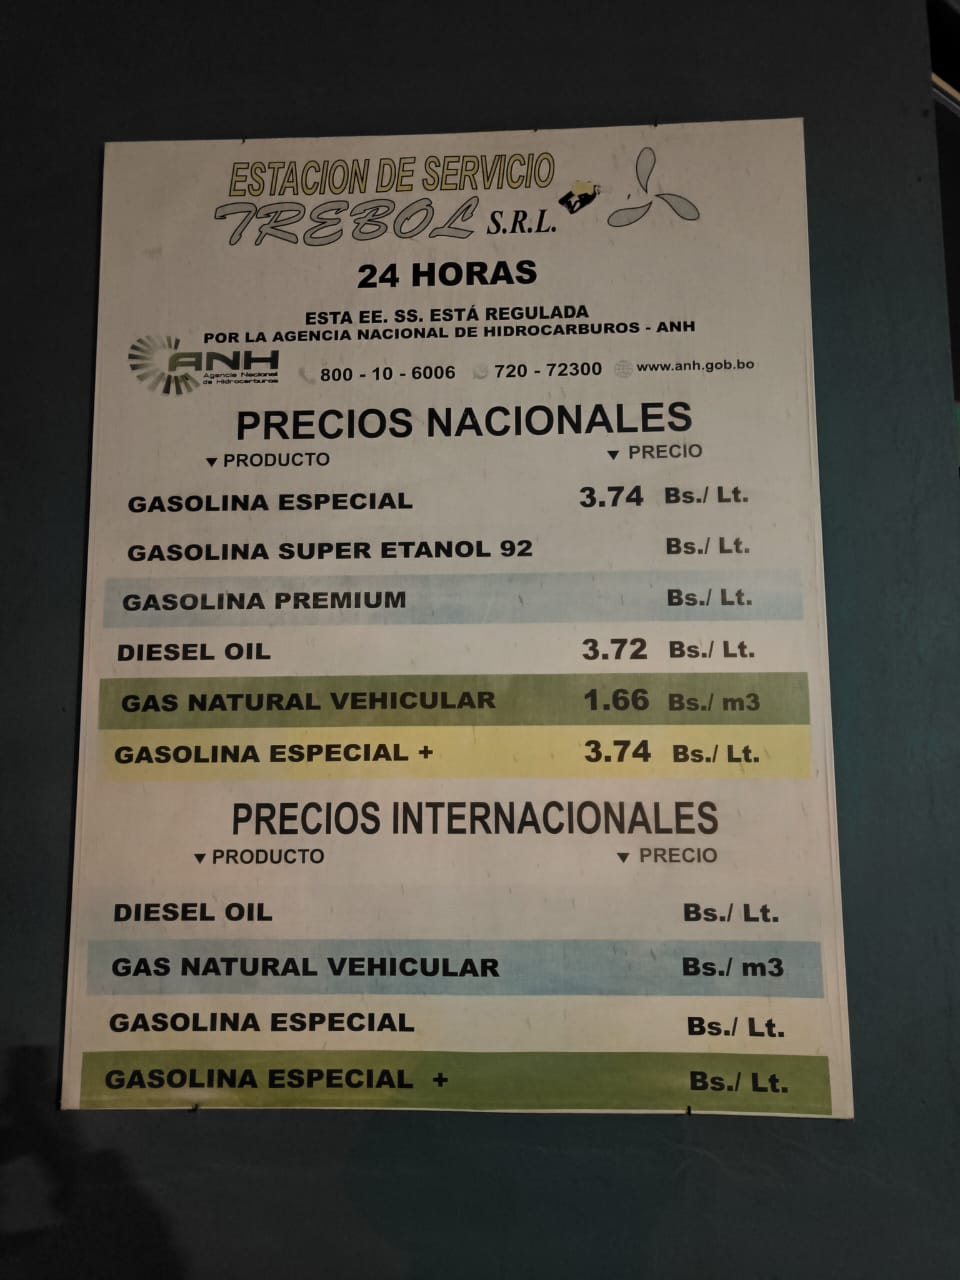 ESTACION DE SERVICIO
TREBOL S.R.L.
24 HORAS
ESTA EE. SS. ESTÁ REGULADA
POR LA AGENCIA NACIONAL DE HIDROCARBUROS - ANH
ANH
Agencia Nacional
de Hidrocarburos
800 - 10 - 6006 720 - 72300 www.anh.gob.bo
PRECIOS NACIONALES
▼ PRODUCTO ▼ PRECIO
GASOLINA ESPECIAL 3.74 Bs./ Lt.
GASOLINA SUPER ETANOL 92 Bs./ Lt.
GASOLINA PREMIUM Bs./ Lt.
DIESEL OIL 3.72 Bs./ Lt.
GAS NATURAL VEHICULAR 1.66 Bs./ m3
GASOLINA ESPECIAL + 3.74 Bs./ Lt.
PRECIOS INTERNACIONALES
▼ PRODUCTO ▼ PRECIO
DIESEL OIL Bs./ Lt.
GAS NATURAL VEHICULAR Bs./ m3
GASOLINA ESPECIAL Bs./ Lt.
GASOLINA ESPECIAL + Bs./ Lt.